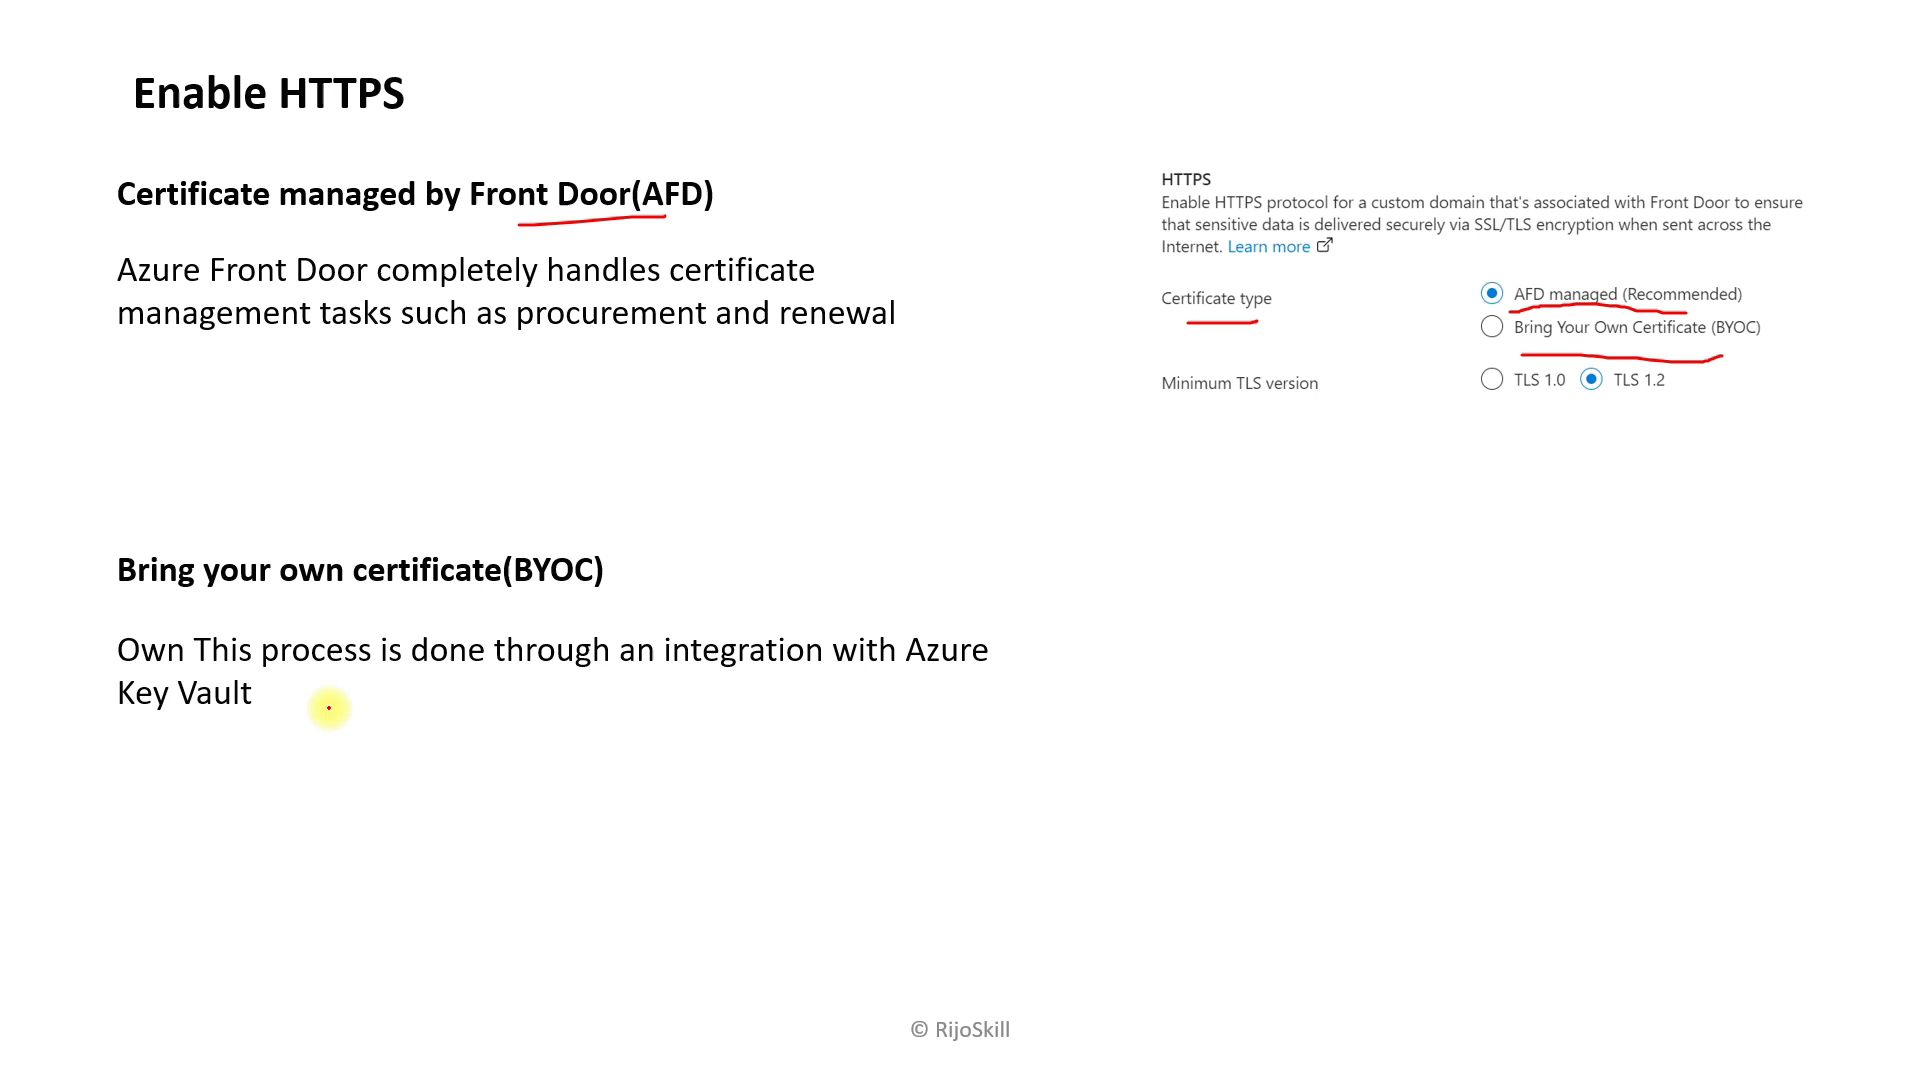 Enable HTTPS
Certificate managed by Front Door(AFD)
Azure Front Door completely handles certificate
management tasks such as procurement and renewal
HTTPS
Enable HTTPS protocol for a custom domain that's associated with Front Door to ensure
that sensitive data is delivered securely via SSL/TLS encryption when sent across the
Internet. Learn more
Certificate type
AFD managed (Recommended)
Bring Your Own Certificate (BYOC)
Minimum TLS version
TLS 1.0 TLS 1.2
Bring your own certificate(BYOC)
Own This process is done through an integration with Azure
Key Vault
© RijoSkill